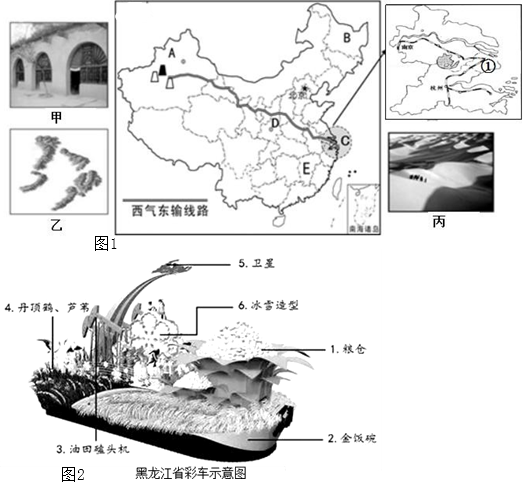 甲
乙
图1
A
B
北京
D
C
E
西气东输线路
南海诸岛
南京
①
杭州
丙
5.卫星
4.丹顶鹤、芦苇
6.冰雪造型
1.粮仓
3.油田磕头机
2.金饭碗
图2
黑龙江省彩车示意图